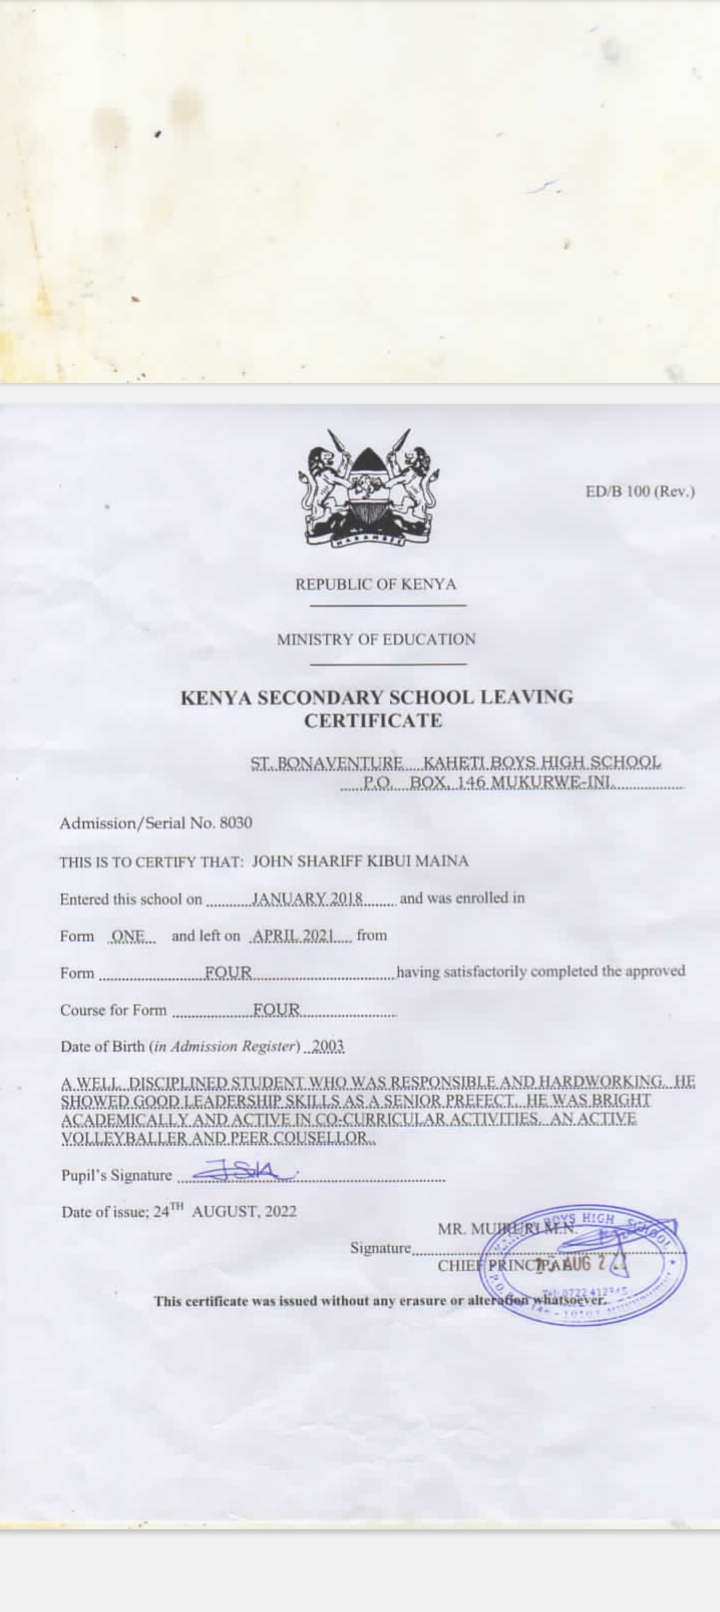 HARAMBEE
ED/B 100 (Rev.)
REPUBLIC OF KENYA
MINISTRY OF EDUCATION
KENYA SECONDARY SCHOOL LEAVING
CERTIFICATE
ST. BONAVENTURE KAHETI BOYS HIGH SCHOOL
P.O. BOX. 146 MUKURWE-INI.
Admission/Serial No. 8030
THIS IS TO CERTIFY THAT: JOHN SHARIFF KIBUI MAINA
Entered this school on JANUARY 2018 and was enrolled in
Form ONE and left on APRIL 2021 from
Form FOUR having satisfactorily completed the approved
Course for Form FOUR
Date of Birth (in Admission Register) 2003
A WELL DISCIPLINED STUDENT WHO WAS RESPONSIBLE AND HARDWORKING. HE
SHOWED GOOD LEADERSHIP SKILLS AS A SENIOR PREFECT. HE WAS BRIGHT
ACADEMICALLY AND ACTIVE IN CO-CURRICULAR ACTIVITIES. AN ACTIVE
VOLLEYBALLER AND PEER COUSELLOR.
Pupil's Signature
Date of issue; 24TH AUGUST, 2022
MR. MUIRURI M.N.
Signature
CHIEF PRINCIPAL
BOYS HIGH SCHOOL
AUG
This certificate was issued without any erasure or alteration whatsoever.